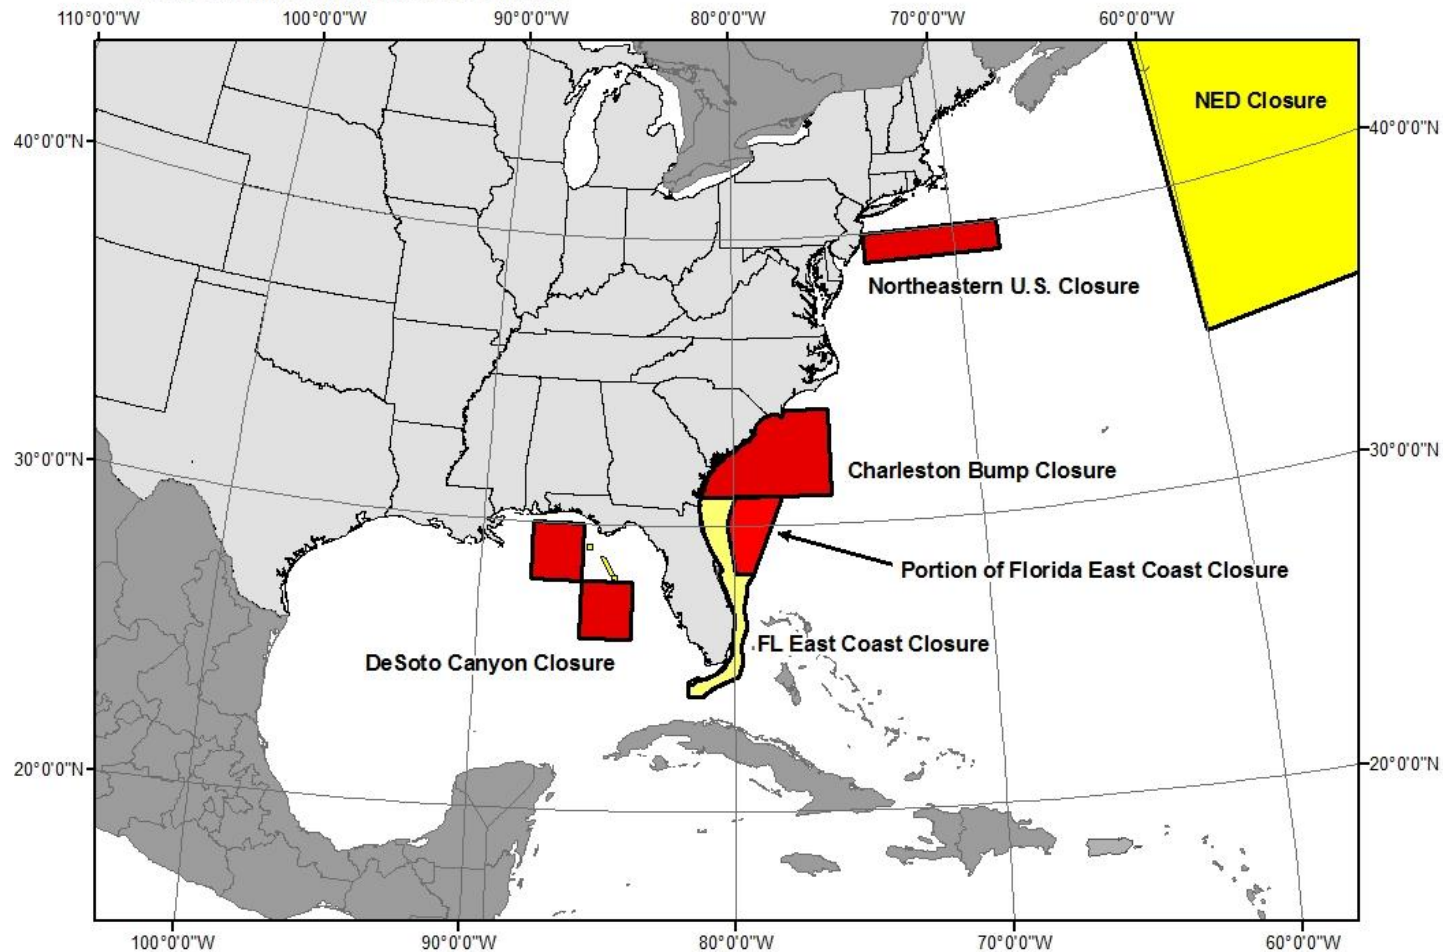 110°0'0"W 100°0'0"W 90°0'0"W 80°0'0"W 70°0'0"W 60°0'0"W
NED Closure
40°0'0"N 40°0'0"N
Northeastern U.S. Closure
30°0'0"N 30°0'0"N
Charleston Bump Closure
Portion of Florida East Coast Closure
FL East Coast Closure
DeSoto Canyon Closure
20°0'0"N 20°0'0"N
100°0'0"W 90°0'0"W 80°0'0"W 70°0'0"W 60°0'0"W